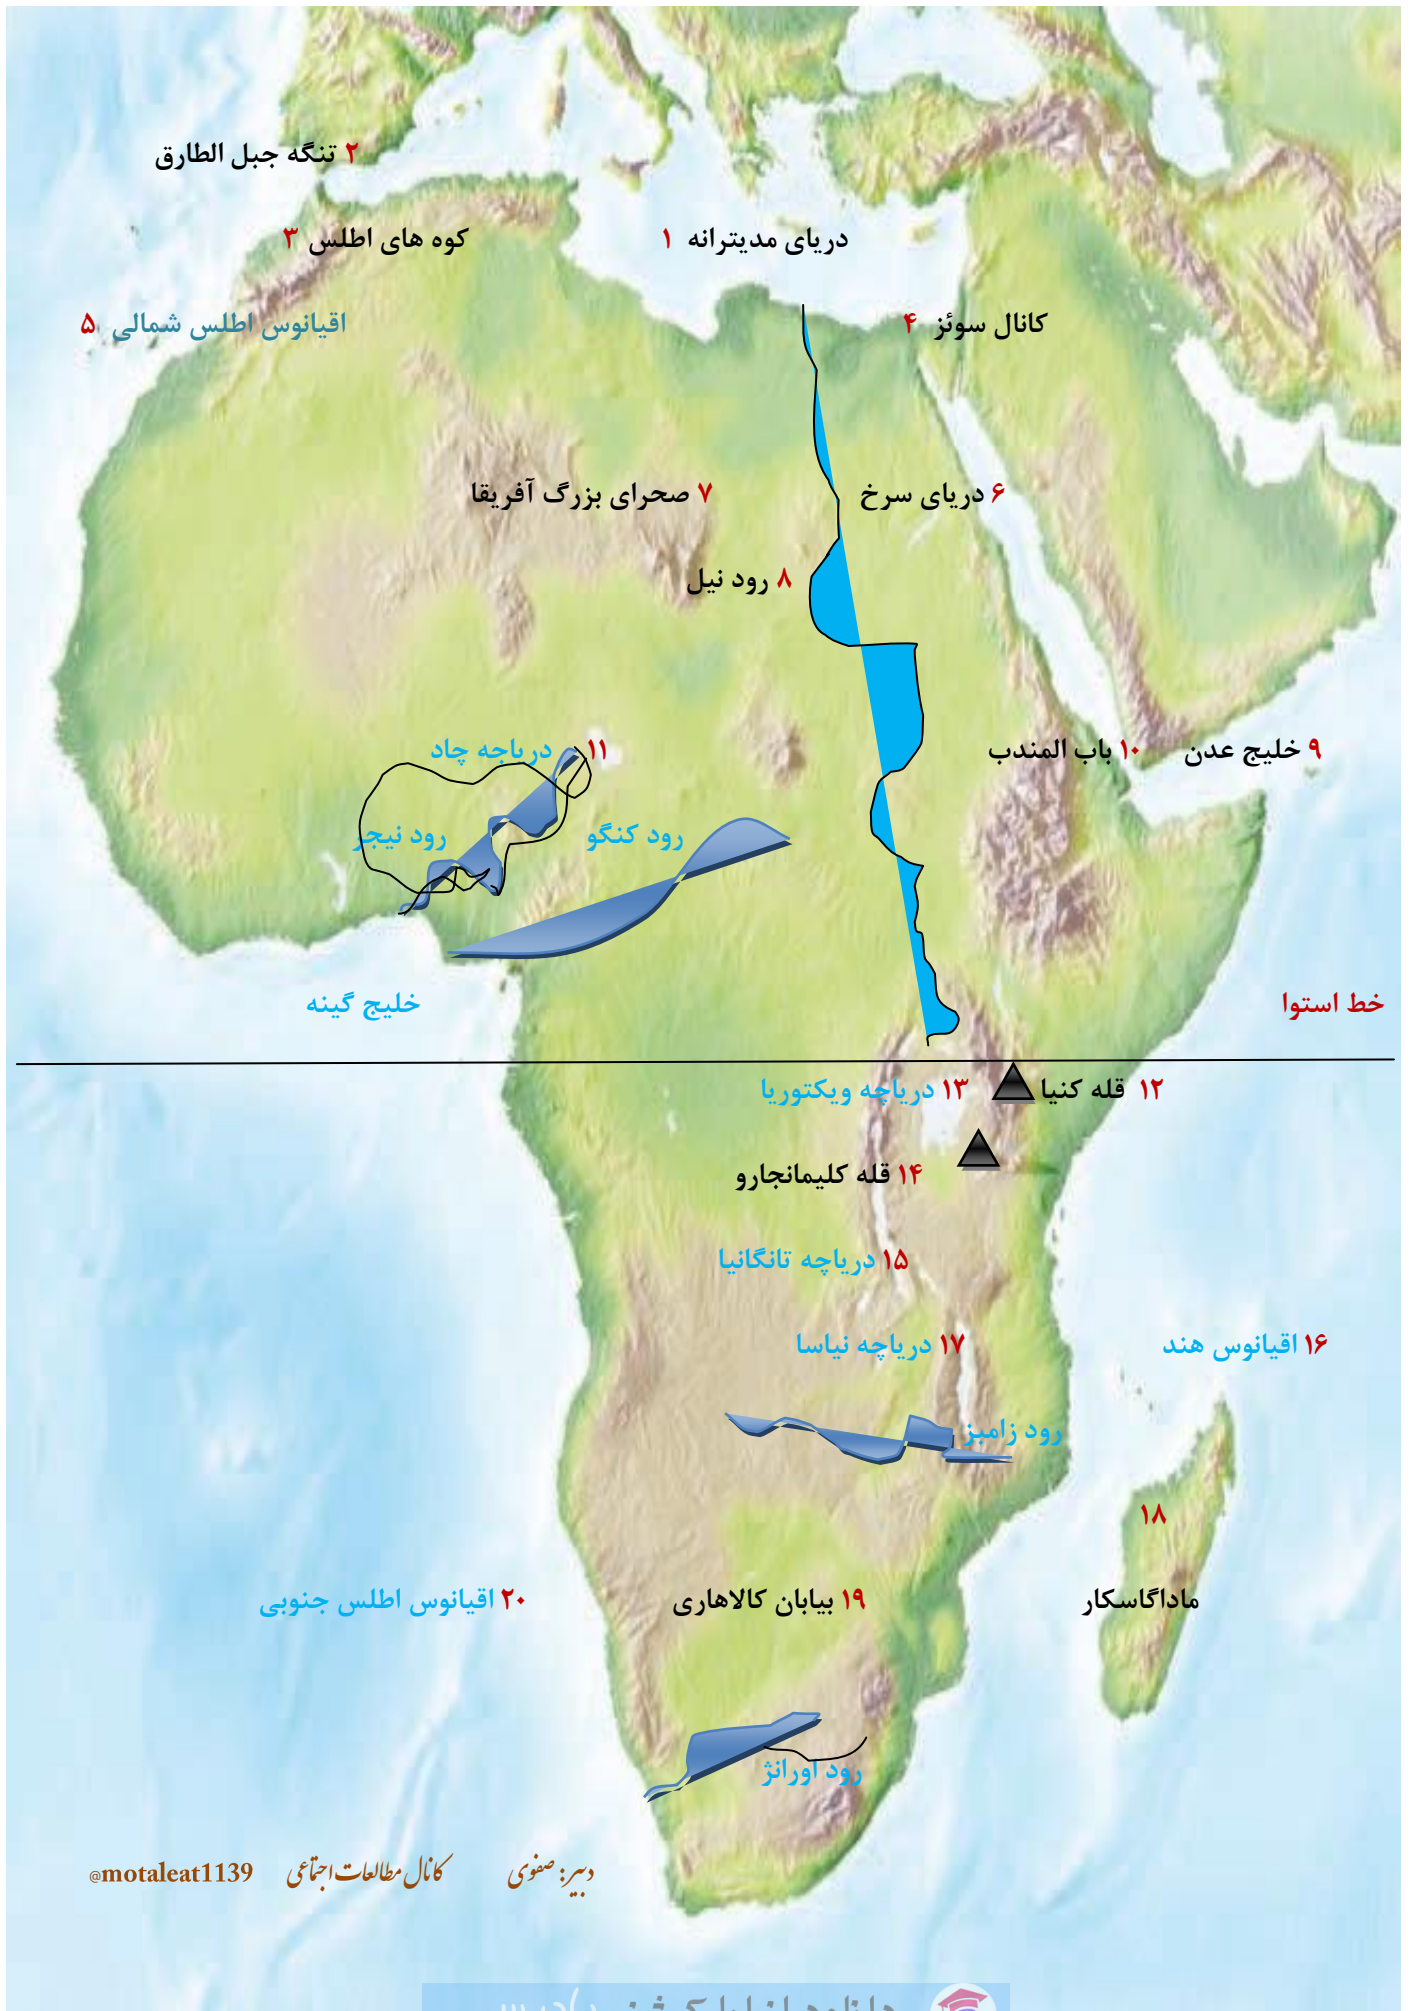 ۲ تنگه جبل الطارق
کوه های اطلس ۳
دریای مدیترانه ۱
اقیانوس اطلس شمالی ۵
کانال سوئز ۴
۷ صحرای بزرگ آفریقا
۶ دریای سرخ
۸ رود نیل
۱۱ دریاچه چاد
۱۰ باب المندب
۹ خلیج عدن
رود نیجر
رود کنگو
خلیج گینه
خط استوا
۱۳ دریاچه ویکتوریا
۱۲ قله کنیا
۱۴ قله کلیمانجارو
۱۵ دریاچه تانگانیا
۱۷ دریاچه نیاسا
۱۶ اقیانوس هند
رود زامبز
۱۸
ماداگاسکار
۱۹ بیابان کالاهاری
۲۰ اقیانوس اطلس جنوبی
رود اورانژ
دبیر: صفوی کانال مطالعات اجتماعی @motaleat1139